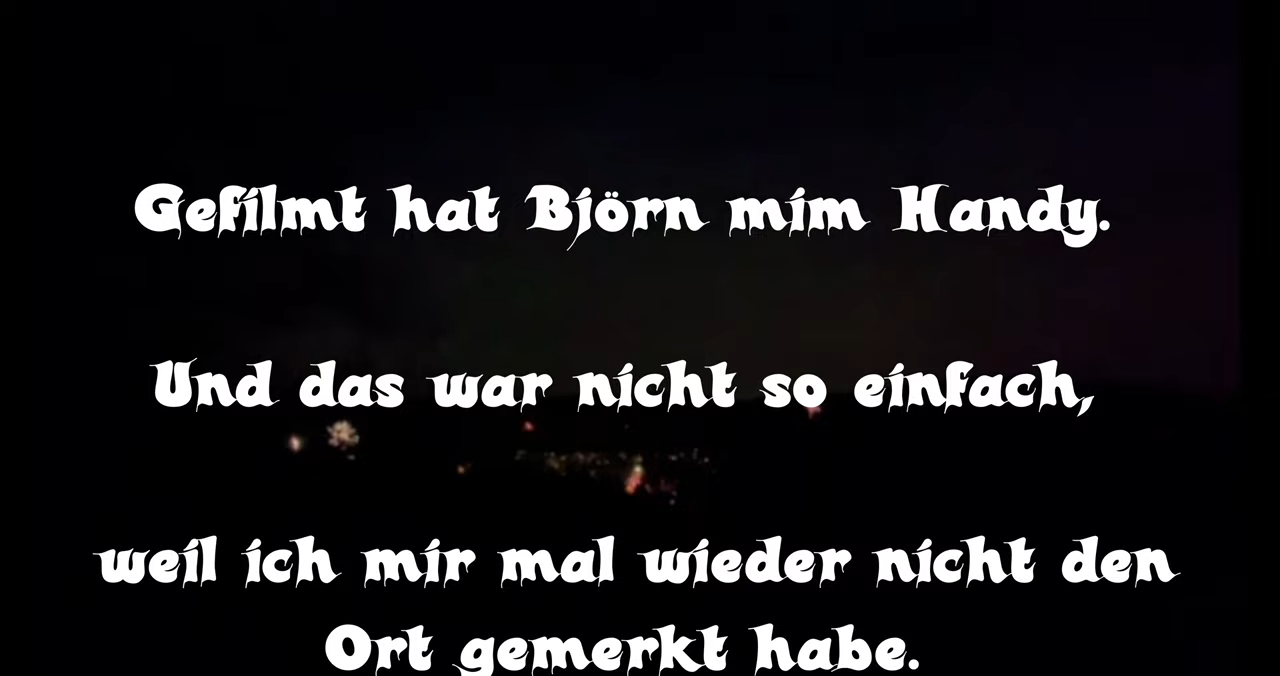 Gefilmt hat Björn mim Handy.
Und das war nicht so einfach,
weil ich mir mal wieder nicht den
Ort gemerkt habe.